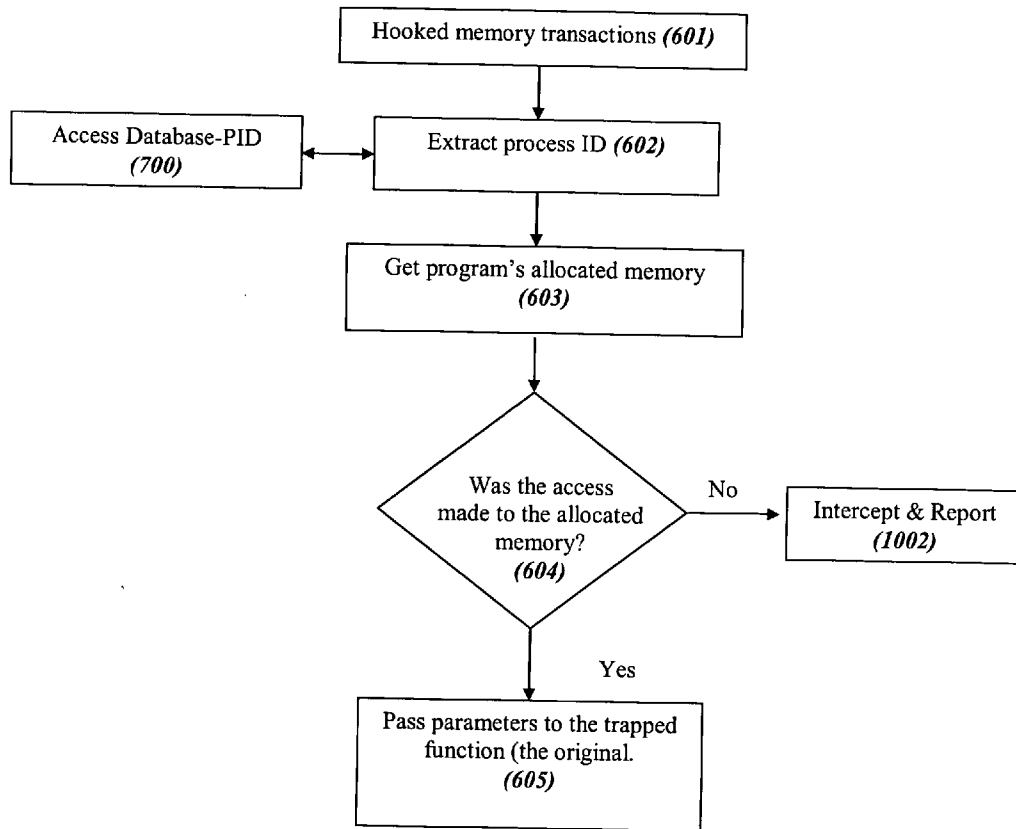 Hooked memory transactions (601)
Access Database-PID
(700)
Extract process ID (602)
Get program's allocated memory
(603)
Was the access
made to the allocated
memory?
(604)
No
Intercept & Report
(1002)
Yes
Pass parameters to the trapped
function (the original.
(605)